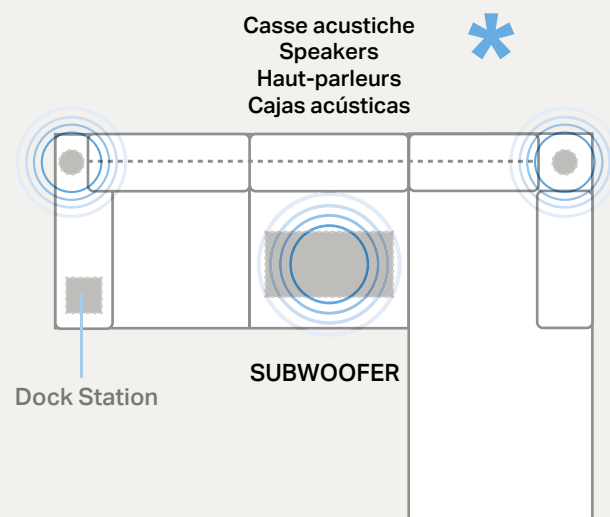 Casse acustiche
Speakers
Haut-parleurs
Cajas acústicas
*
SUBWOOFER
Dock Station